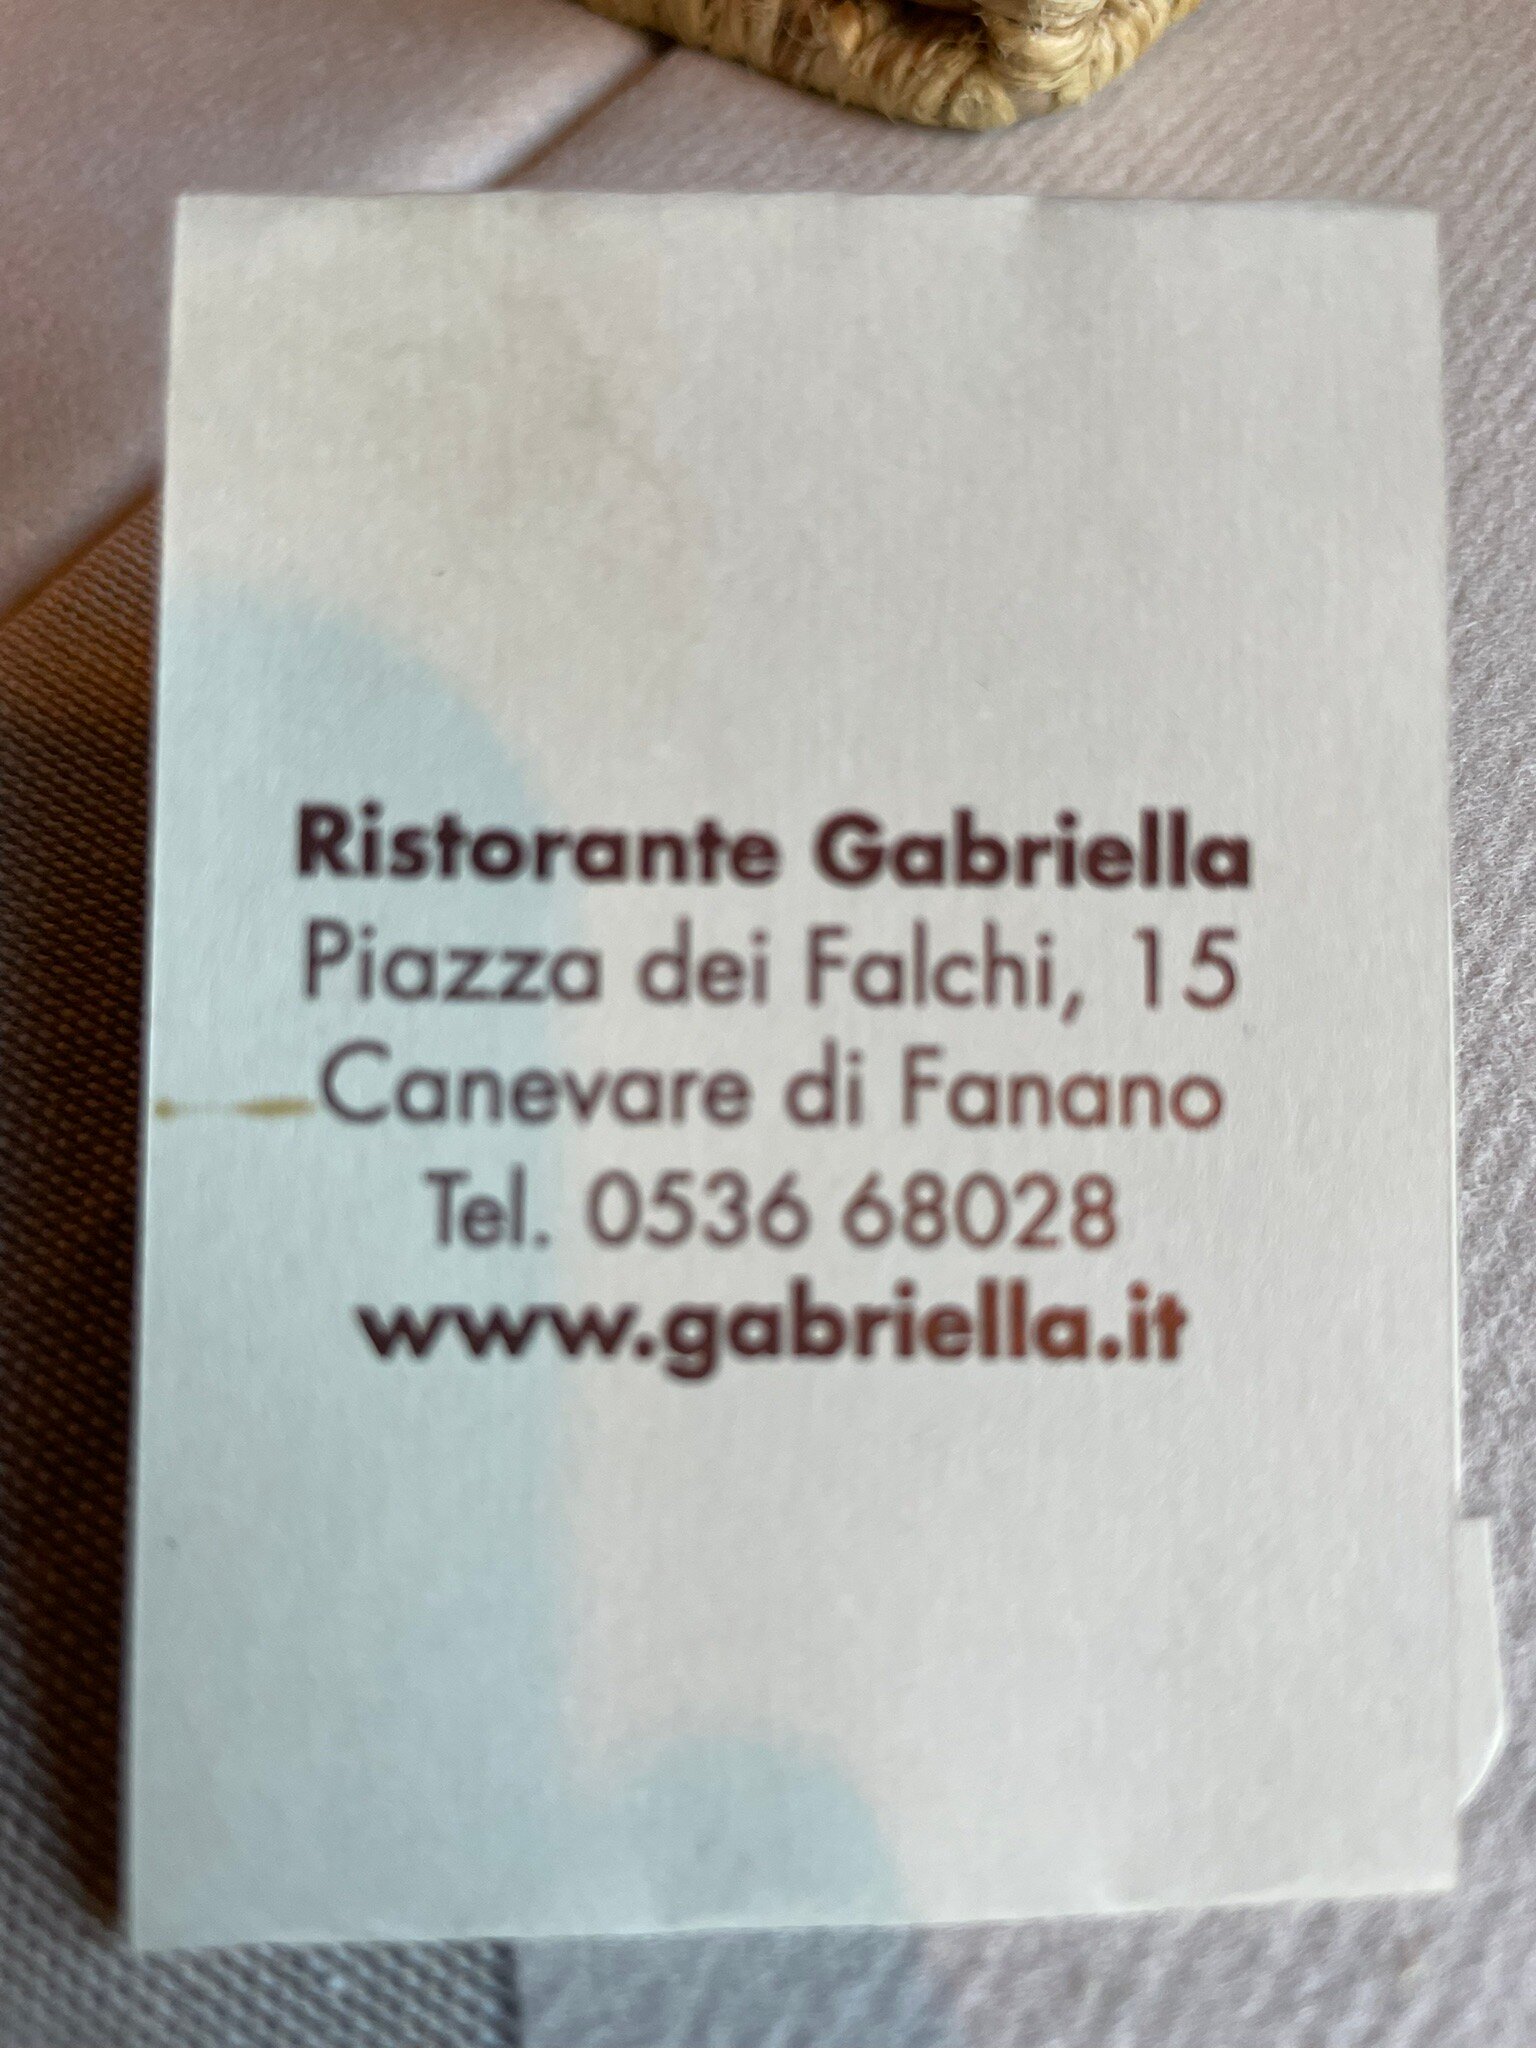 Ristorante Gabriella
Piazza dei Falchi, 15
Canevare di Fanano
Tel. 0536 68028
www.gabriella.it